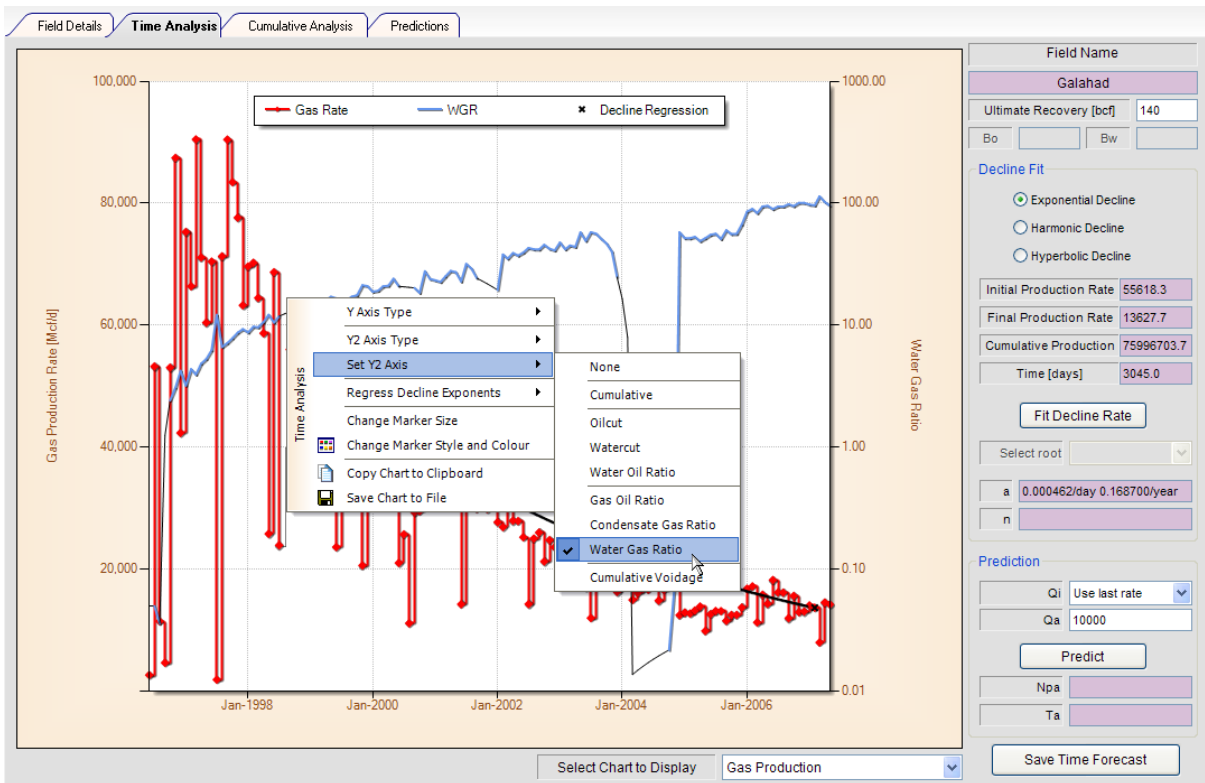 Field Details
Time Analysis
Cumulative Analysis
Predictions
Gas Rate
WGR
Decline Regression
100,000
80,000
60,000
40,000
20,000
Gas Production Rate [Mcf/d]
1000.00
100.00
10.00
1.00
0.10
0.01
Water Gas Ratio
Jan-1998
Jan-2000
Jan-2002
Jan-2004
Jan-2006
Time Analysis
Y Axis Type
Y2 Axis Type
Set Y2 Axis
Regress Decline Exponents
Change Marker Size
Change Marker Style and Colour
Copy Chart to Clipboard
Save Chart to File
None
Cumulative
Oilcut
Watercut
Water Oil Ratio
Gas Oil Ratio
Condensate Gas Ratio
Water Gas Ratio
Cumulative Voidage
Select Chart to Display
Gas Production
Field Name
Galahad
Ultimate Recovery [bcf] 140
Bo
Bw
Decline Fit
Exponential Decline
Harmonic Decline
Hyperbolic Decline
Initial Production Rate 55618.3
Final Production Rate 13627.7
Cumulative Production 75996703.7
Time [days] 3045.0
Fit Decline Rate
Select root
a 0.000462/day 0.168700/year
n
Prediction
Qi Use last rate
Qa 10000
Predict
Npa
Ta
Save Time Forecast